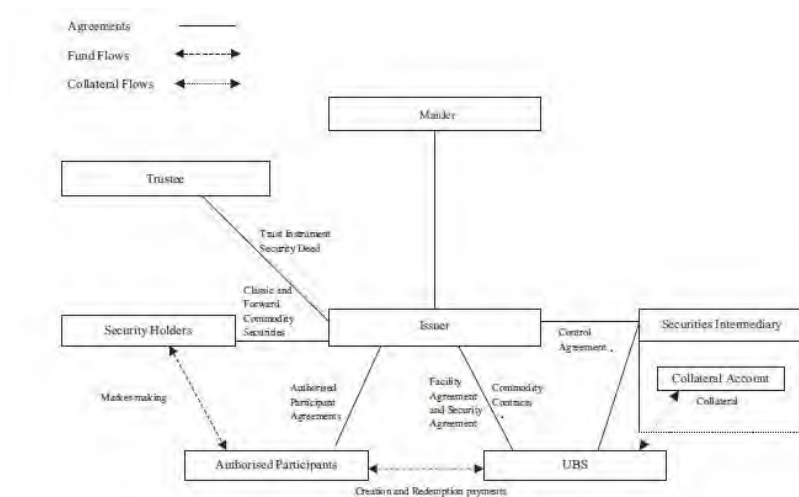 Agreements
Fund Flows
Collateral Flows
Trustee
Trust Instrument
Security Deed
Classic and
Forward
Commodity
Securities
Security Holders
Issuer
Control
Agreement
Securities Intermediary
Collateral Account
Collateral
Market-making
Authorised
Participant
Agreements
Facility
Agreement
and Security
Agreement
Commodity
Contracts
Authorised Participants
UBS
Creation and Redemption payments